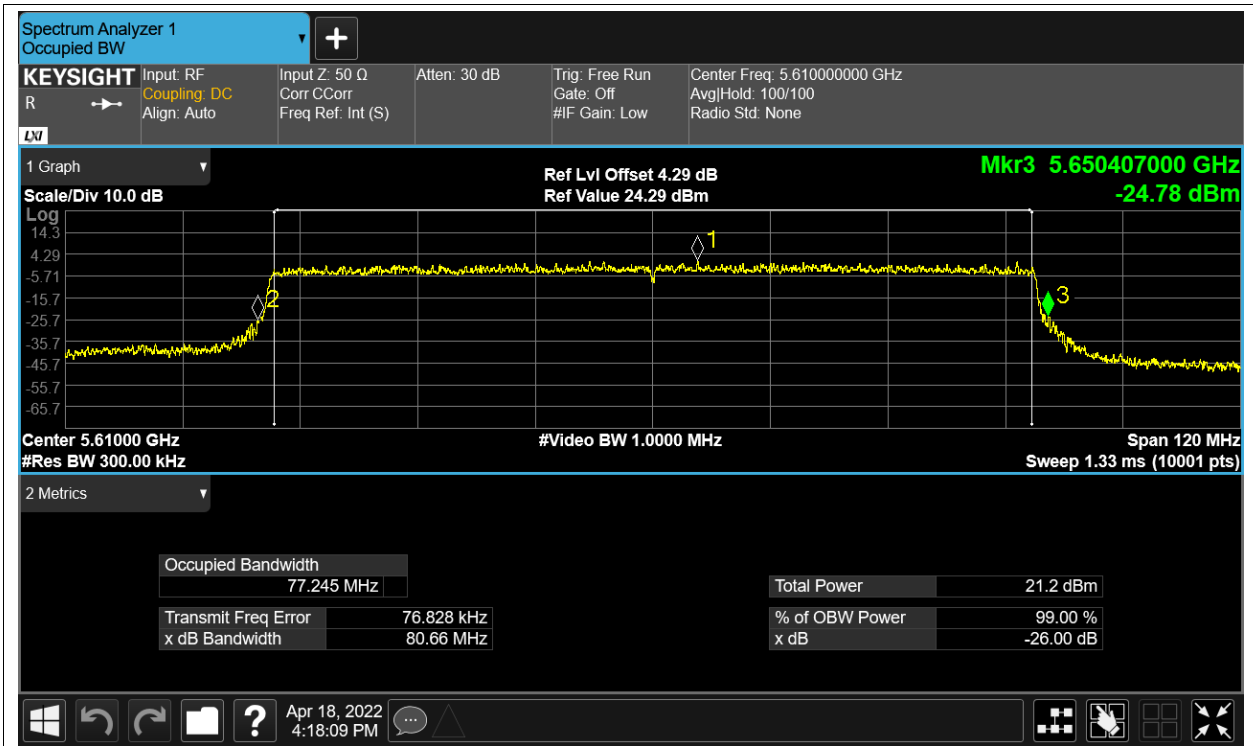 Spectrum Analyzer 1
Occupied BW
KEYSIGHT Input: RF Input Z: 50 Ω Atten: 30 dB Trig: Free Run Center Freq: 5.610000000 GHz
R Coupling: DC Corr CCorr Gate: Off Avg|Hold: 100/100
Align: Auto Freq Ref: Int (S) #IF Gain: Low Radio Std: None
LXI
1 Graph Ref Lvl Offset 4.29 dB Mkr3 5.650407000 GHz
Scale/Div 10.0 dB Ref Value 24.29 dBm -24.78 dBm
Log
14.3
4.29
-5.71
-15.7
-25.7
-35.7
-45.7
-55.7
-65.7
1
2
3
Center 5.61000 GHz #Video BW 1.0000 MHz Span 120 MHz
#Res BW 300.00 kHz Sweep 1.33 ms (10001 pts)
2 Metrics
Occupied Bandwidth
77.245 MHz Total Power 21.2 dBm
Transmit Freq Error 76.828 kHz % of OBW Power 99.00 %
x dB Bandwidth 80.66 MHz x dB -26.00 dB
? Apr 18, 2022
4:18:09 PM